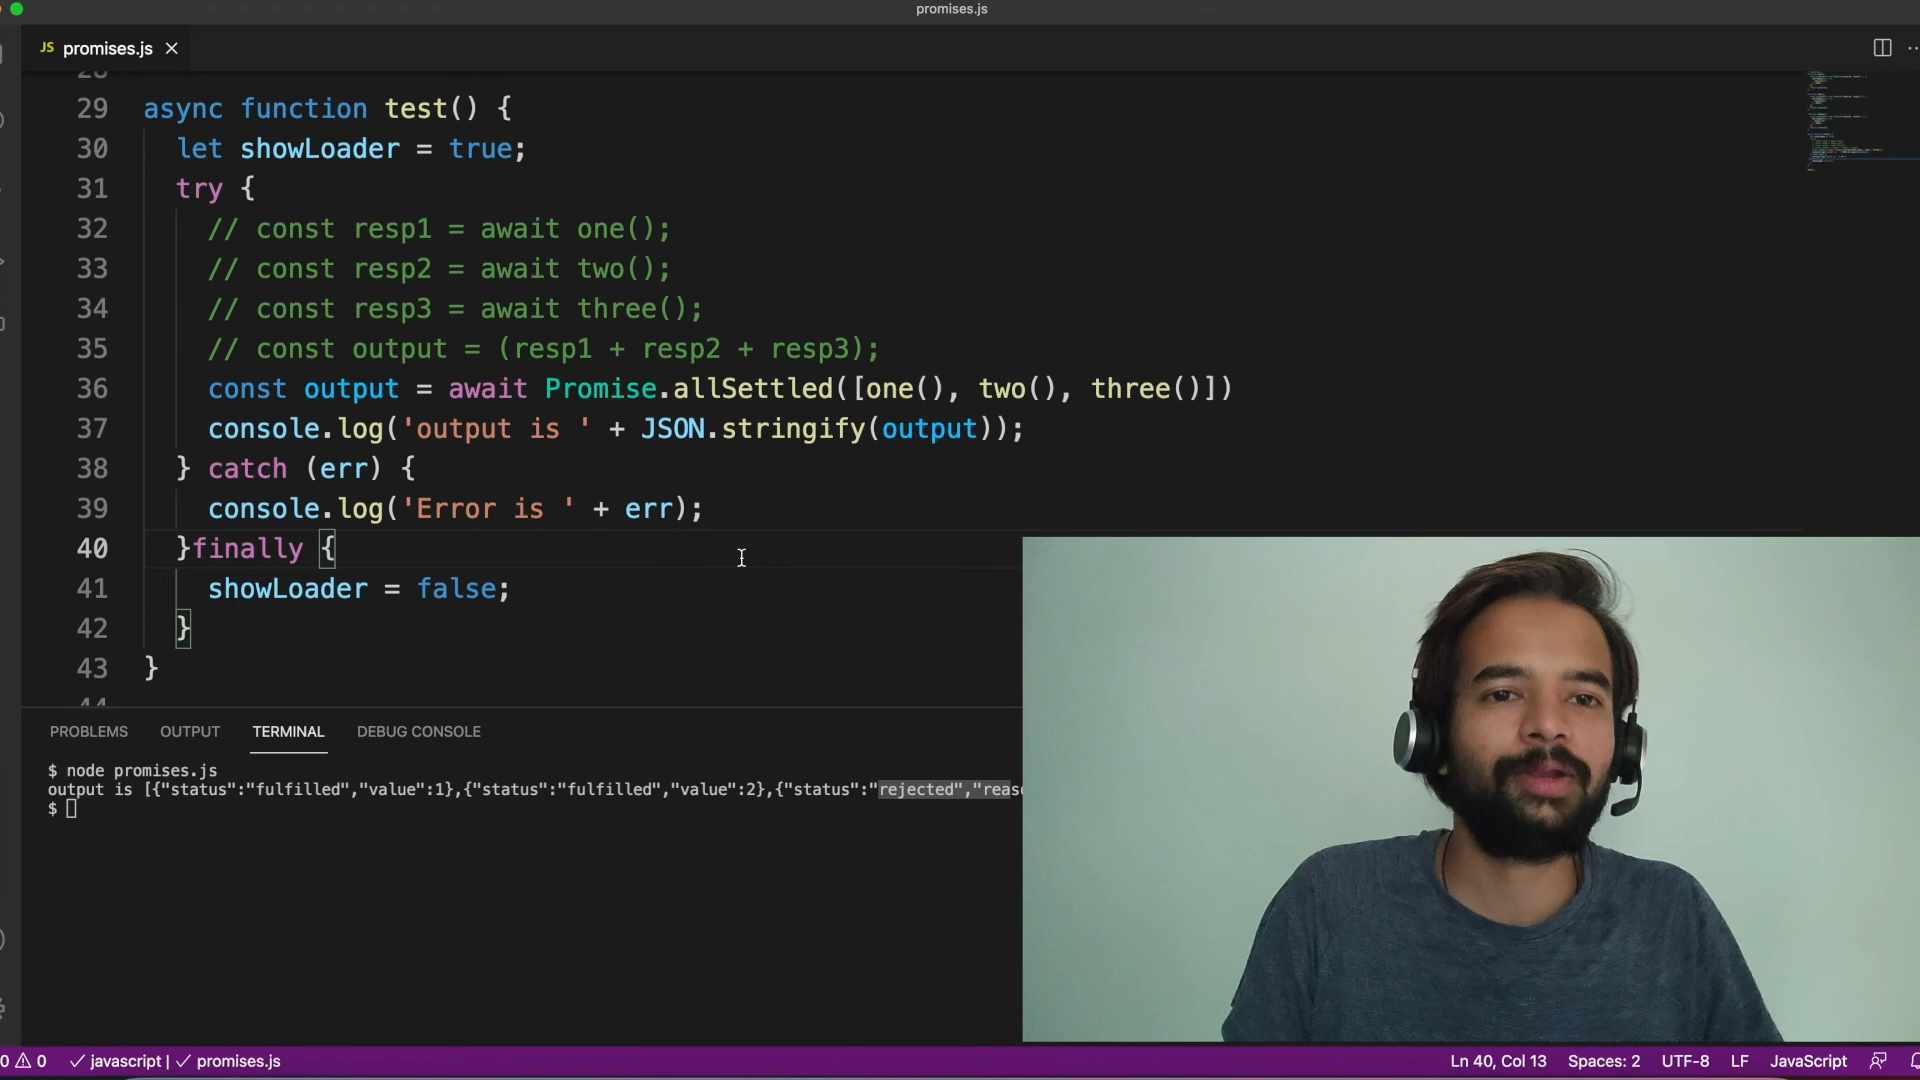 promises.js
JS promises.js
28
29 async function test() {
30 let showLoader = true;
31 try {
32 // const resp1 = await one();
33 // const resp2 = await two();
34 // const resp3 = await three();
35 // const output = (resp1 + resp2 + resp3);
36 const output = await Promise.allSettled([one(), two(), three()])
37 console.log('output is ' + JSON.stringify(output));
38 } catch (err) {
39 console.log('Error is ' + err);
40 }finally {
41 showLoader = false;
42 }
43 }
44
PROBLEMS OUTPUT TERMINAL DEBUG CONSOLE
$ node promises.js
output is [{"status":"fulfilled","value":1},{"status":"fulfilled","value":2},{"status":"rejected","reas
$
0 0 javascript | promises.js Ln 40, Col 13 Spaces: 2 UTF-8 LF JavaScript